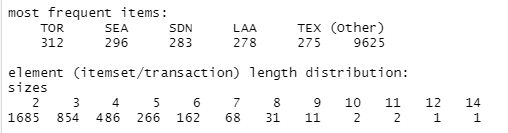 most frequent items:
TOR SEA SDN LAA TEX (Other)
312 296 283 278 275 9625
element (itemset/transaction) length distribution:
sizes
2 3 4 5 6 7 8 9 10 11 12 14
1685 854 486 266 162 68 31 11 2 2 1 1